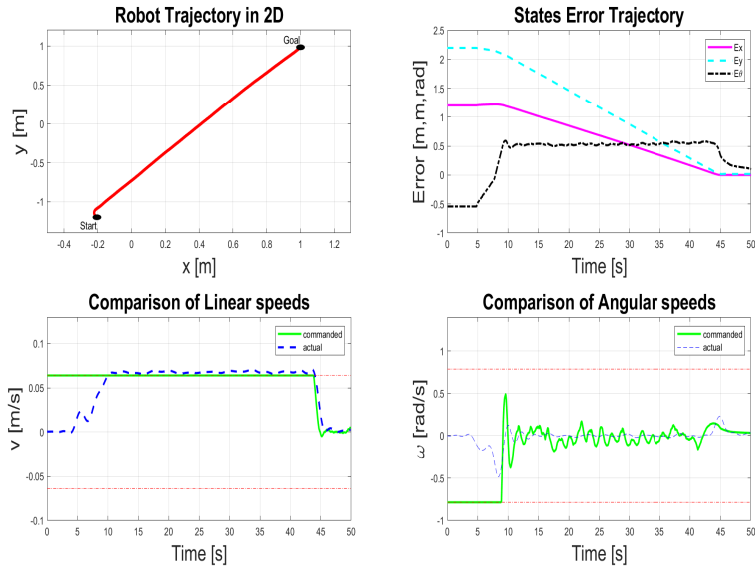 Robot Trajectory in 2D
1
0.5
0
-0.5
-1
y [m]
Goal
Start
-0.4 -0.2 0 0.2 0.4 0.6 0.8 1 1.2
x [m]
States Error Trajectory
2.5
2
1.5
1
0.5
0
-0.5
-1
Error [m,m,rad]
Ex
Ey
Eθ
0 5 10 15 20 25 30 35 40 45 50
Time [s]
Comparison of Linear speeds
0.1
0.05
0
-0.05
-0.1
v [m/s]
commanded
actual
0 5 10 15 20 25 30 35 40 45 50
Time [s]
Comparison of Angular speeds
1
0.5
0
-0.5
-1
ω [rad/s]
commanded
actual
0 5 10 15 20 25 30 35 40 45 50
Time [s]